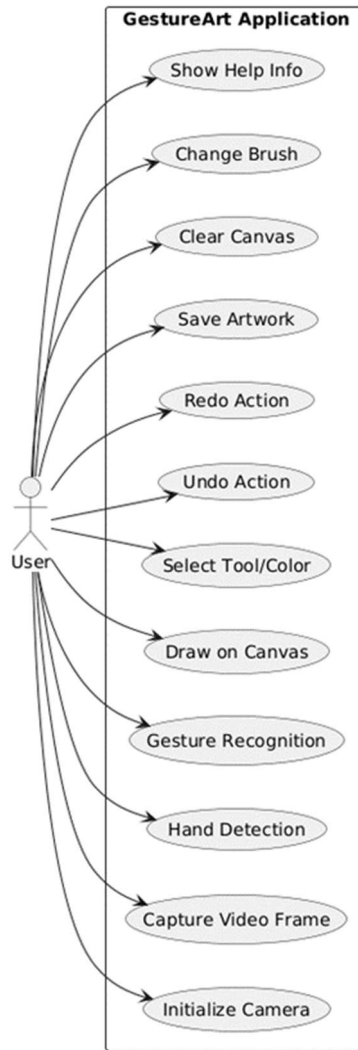 GestureArt Application
Show Help Info
Change Brush
Clear Canvas
Save Artwork
Redo Action
Undo Action
User
Select Tool/Color
Draw on Canvas
Gesture Recognition
Hand Detection
Capture Video Frame
Initialize Camera